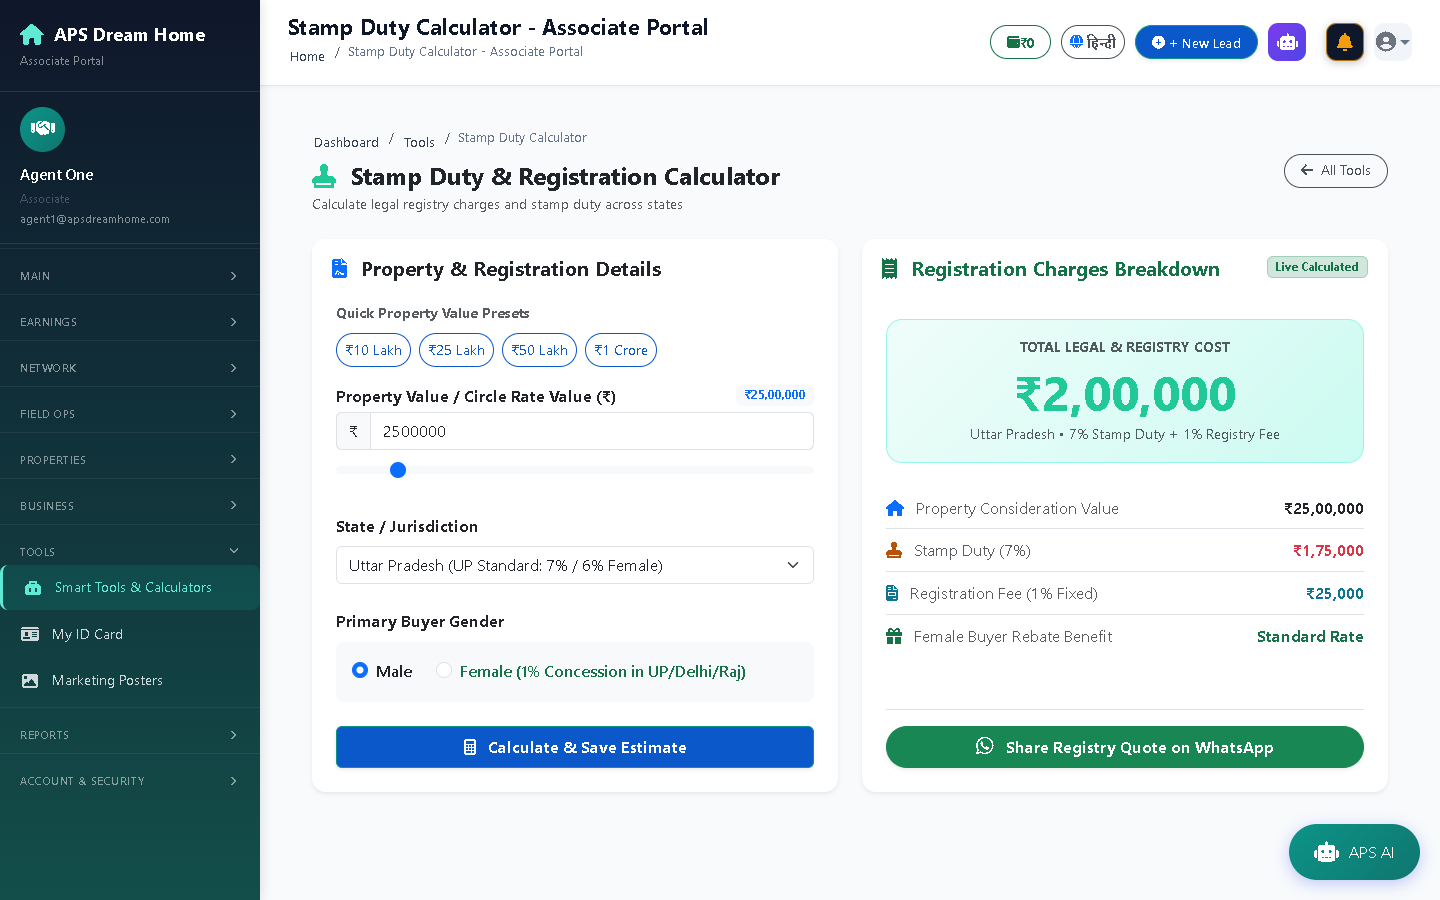 APS Dream Home
Associate Portal
Agent One
Associate
agent1@apsdreamhome.com
MAIN
EARNINGS
NETWORK
FIELD OPS
PROPERTIES
BUSINESS
TOOLS
Smart Tools & Calculators
My ID Card
Marketing Posters
REPORTS
ACCOUNT & SECURITY
Stamp Duty Calculator - Associate Portal
Home / Stamp Duty Calculator - Associate Portal
₹0
हिन्दी
+ New Lead
Dashboard / Tools / Stamp Duty Calculator
Stamp Duty & Registration Calculator
Calculate legal registry charges and stamp duty across states
All Tools
Property & Registration Details
Quick Property Value Presets
₹10 Lakh ₹25 Lakh ₹50 Lakh ₹1 Crore
Property Value / Circle Rate Value (₹) ₹25,00,000
₹ 2500000
State / Jurisdiction
Uttar Pradesh (UP Standard: 7% / 6% Female)
Primary Buyer Gender
Male Female (1% Concession in UP/Delhi/Raj)
Calculate & Save Estimate
Registration Charges Breakdown Live Calculated
TOTAL LEGAL & REGISTRY COST
₹2,00,000
Uttar Pradesh • 7% Stamp Duty + 1% Registry Fee
Property Consideration Value ₹25,00,000
Stamp Duty (7%) ₹1,75,000
Registration Fee (1% Fixed) ₹25,000
Female Buyer Rebate Benefit Standard Rate
Share Registry Quote on WhatsApp
APS AI